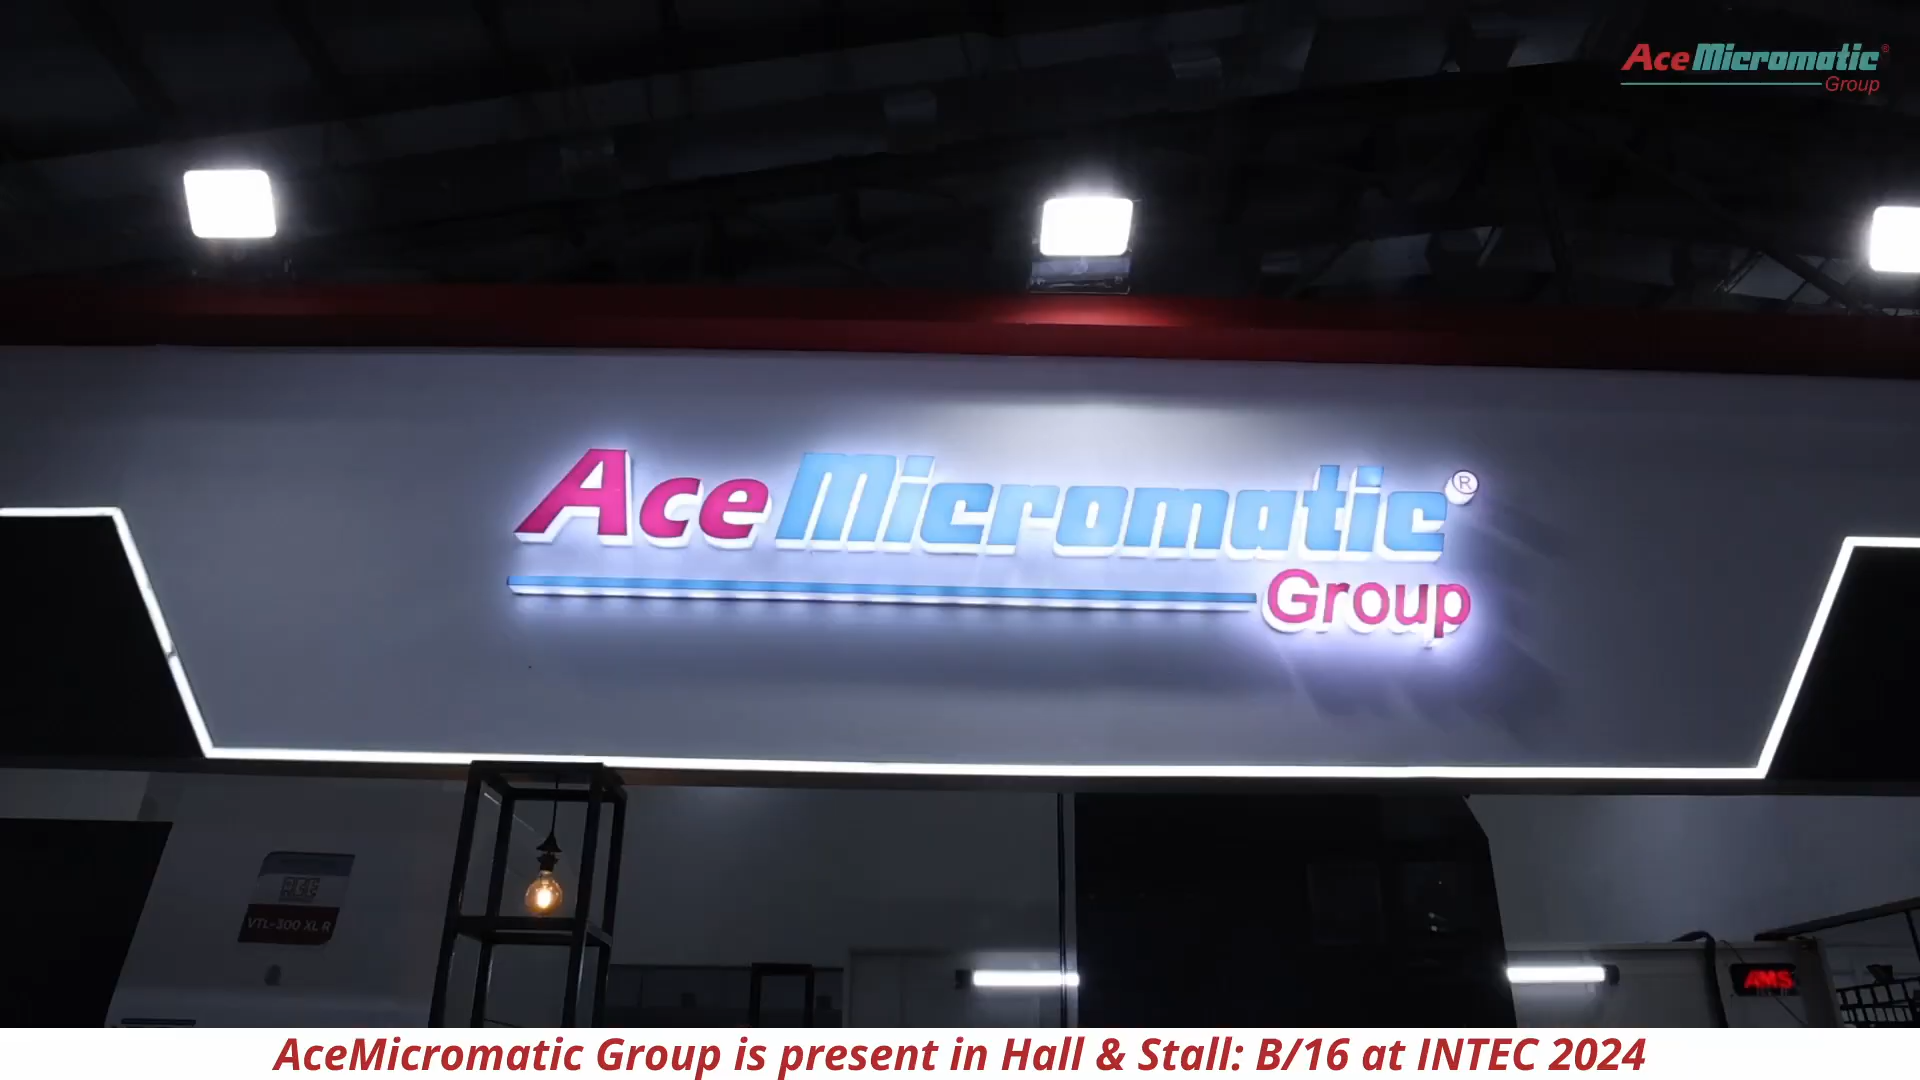 AceMicromatic®
Group
AceMicromatic®
Group
ACE
VTL-300 XL R
AMS
AceMicromatic Group is present in Hall & Stall: B/16 at INTEC 2024